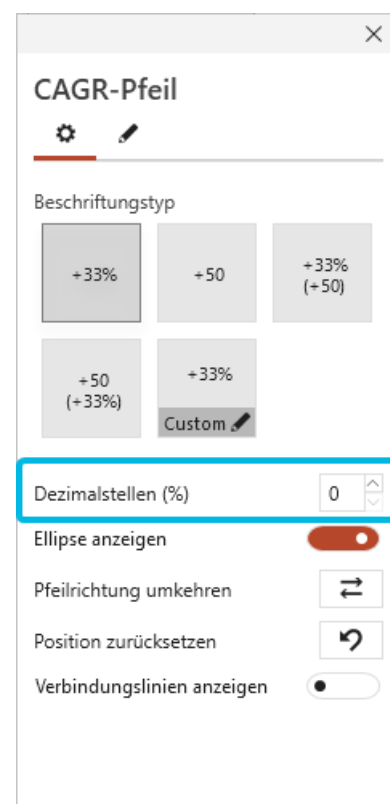 CAGR-Pfeil
Beschriftungstyp
+33%
+50
+33%
(+50)
+50
(+33%)
+33%
Custom
Dezimalstellen (%)
0
Ellipse anzeigen
Pfeilrichtung umkehren
Position zurücksetzen
Verbindungslinien anzeigen